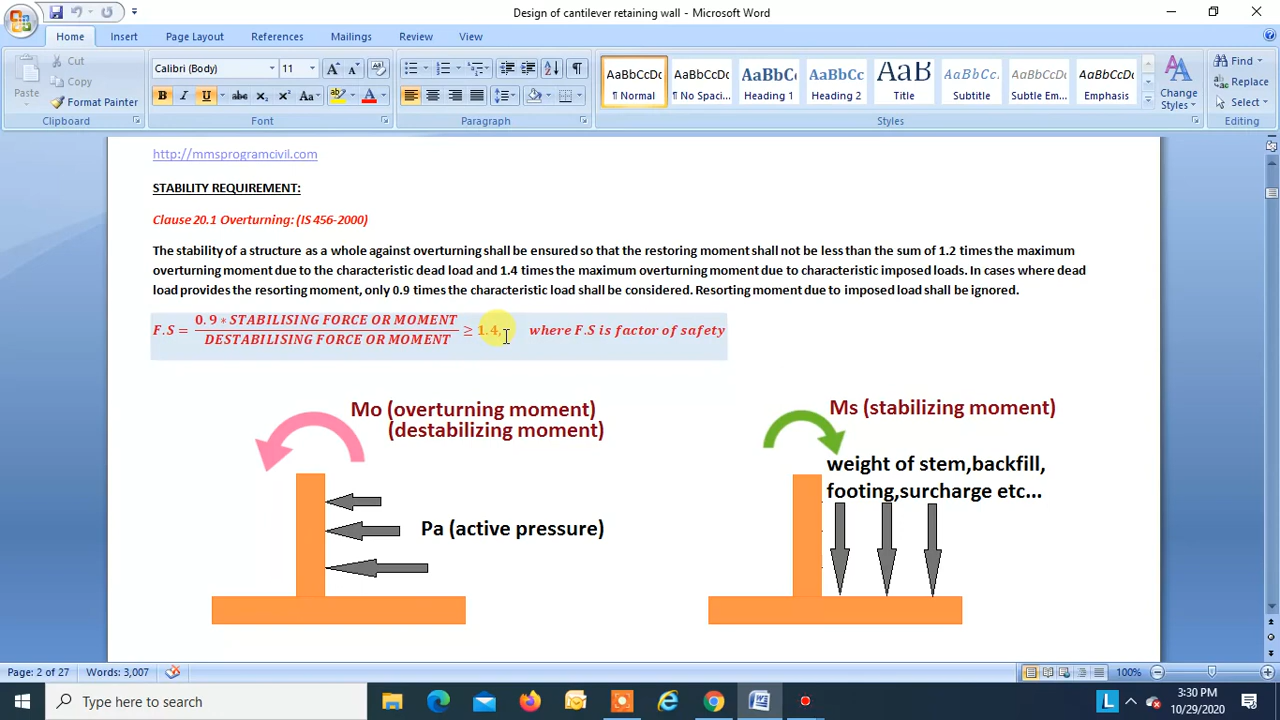 Design of cantilever retaining wall - Microsoft Word
Home Insert Page Layout References Mailings Review View
Paste
Cut
Copy
Format Painter
Clipboard
Calibri (Body) 11
B I U abc X₂ X² Aa
Font
Paragraph
AaBbCcDc AaBbCcDc AaBbCc AaBbCc AaB AaBbCcDc AaBbCcDc AaBbCcDc
¶ Normal ¶ No Spaci... Heading 1 Heading 2 Title Subtitle Subtle Em... Emphasis
Change Styles
Styles
Find
Replace
Select
Editing
http://mmsprogramcivil.com
STABILITY REQUIREMENT:
Clause 20.1 Overturning: (IS 456-2000)
The stability of a structure as a whole against overturning shall be ensured so that the restoring moment shall not be less than the sum of 1.2 times the maximum
overturning moment due to the characteristic dead load and 1.4 times the maximum overturning moment due to characteristic imposed loads. In cases where dead
load provides the resorting moment, only 0.9 times the characteristic load shall be considered. Resorting moment due to imposed load shall be ignored.
F.S = 0.9 * STABILISING FORCE OR MOMENT / DESTABILISING FORCE OR MOMENT ≥ 1.4, where F.S is factor of safety
Mo (overturning moment)
(destabilizing moment)
Pa (active pressure)
Ms (stabilizing moment)
weight of stem,backfill,
footing,surcharge etc...
Page: 2 of 27 Words: 3,007 100%
Type here to search
L
3:30 PM
10/29/2020